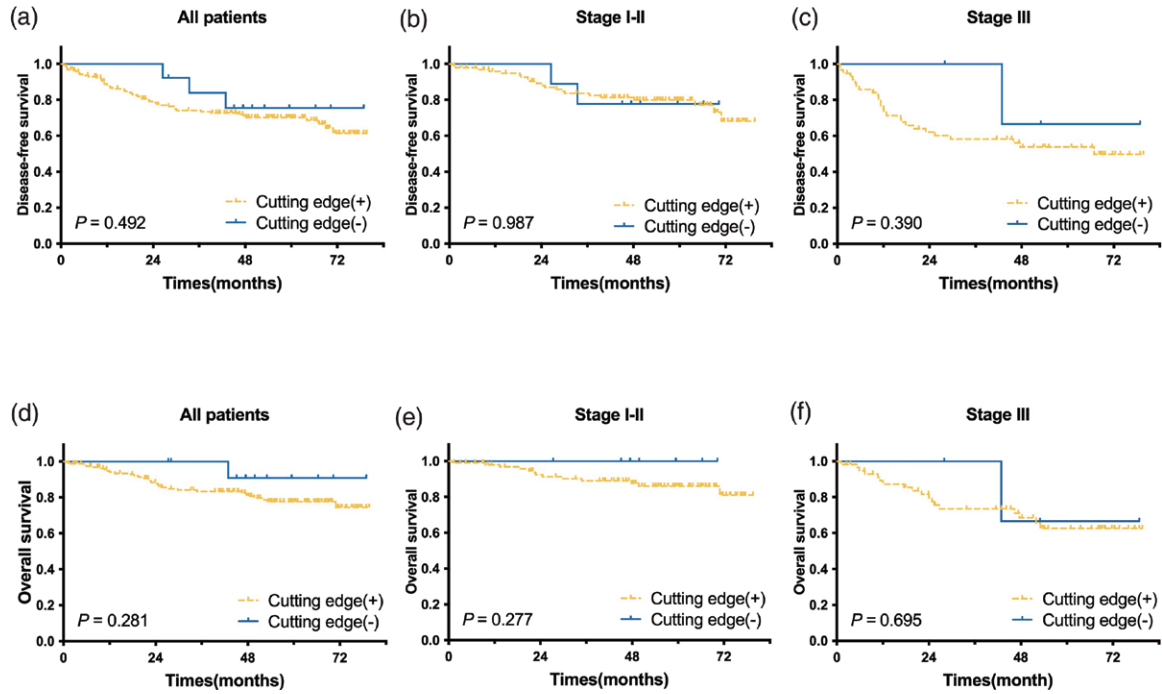 (a)
All patients
Disease-free survival
1.0
0.8
0.6
0.4
0.2
0.0
Cutting edge(+)
Cutting edge(-)
P = 0.492
0 24 48 72
Times(months)
(b)
Stage I-II
Disease-free survival
1.0
0.8
0.6
0.4
0.2
0.0
Cutting edge(+)
Cutting edge(-)
P = 0.987
0 24 48 72
Times(months)
(c)
Stage III
Disease-free survival
1.0
0.8
0.6
0.4
0.2
0.0
Cutting edge(+)
Cutting edge(-)
P = 0.390
0 24 48 72
Times(months)
(d)
All patients
Overall survival
1.0
0.8
0.6
0.4
0.2
0.0
Cutting edge(+)
Cutting edge(-)
P = 0.281
0 24 48 72
Times(months)
(e)
Stage I-II
Overall survival
1.0
0.8
0.6
0.4
0.2
0.0
Cutting edge(+)
Cutting edge(-)
P = 0.277
0 24 48 72
Times(months)
(f)
Stage III
Overall survival
1.0
0.8
0.6
0.4
0.2
0.0
Cutting edge(+)
Cutting edge(-)
P = 0.695
0 24 48 72
Times(month)